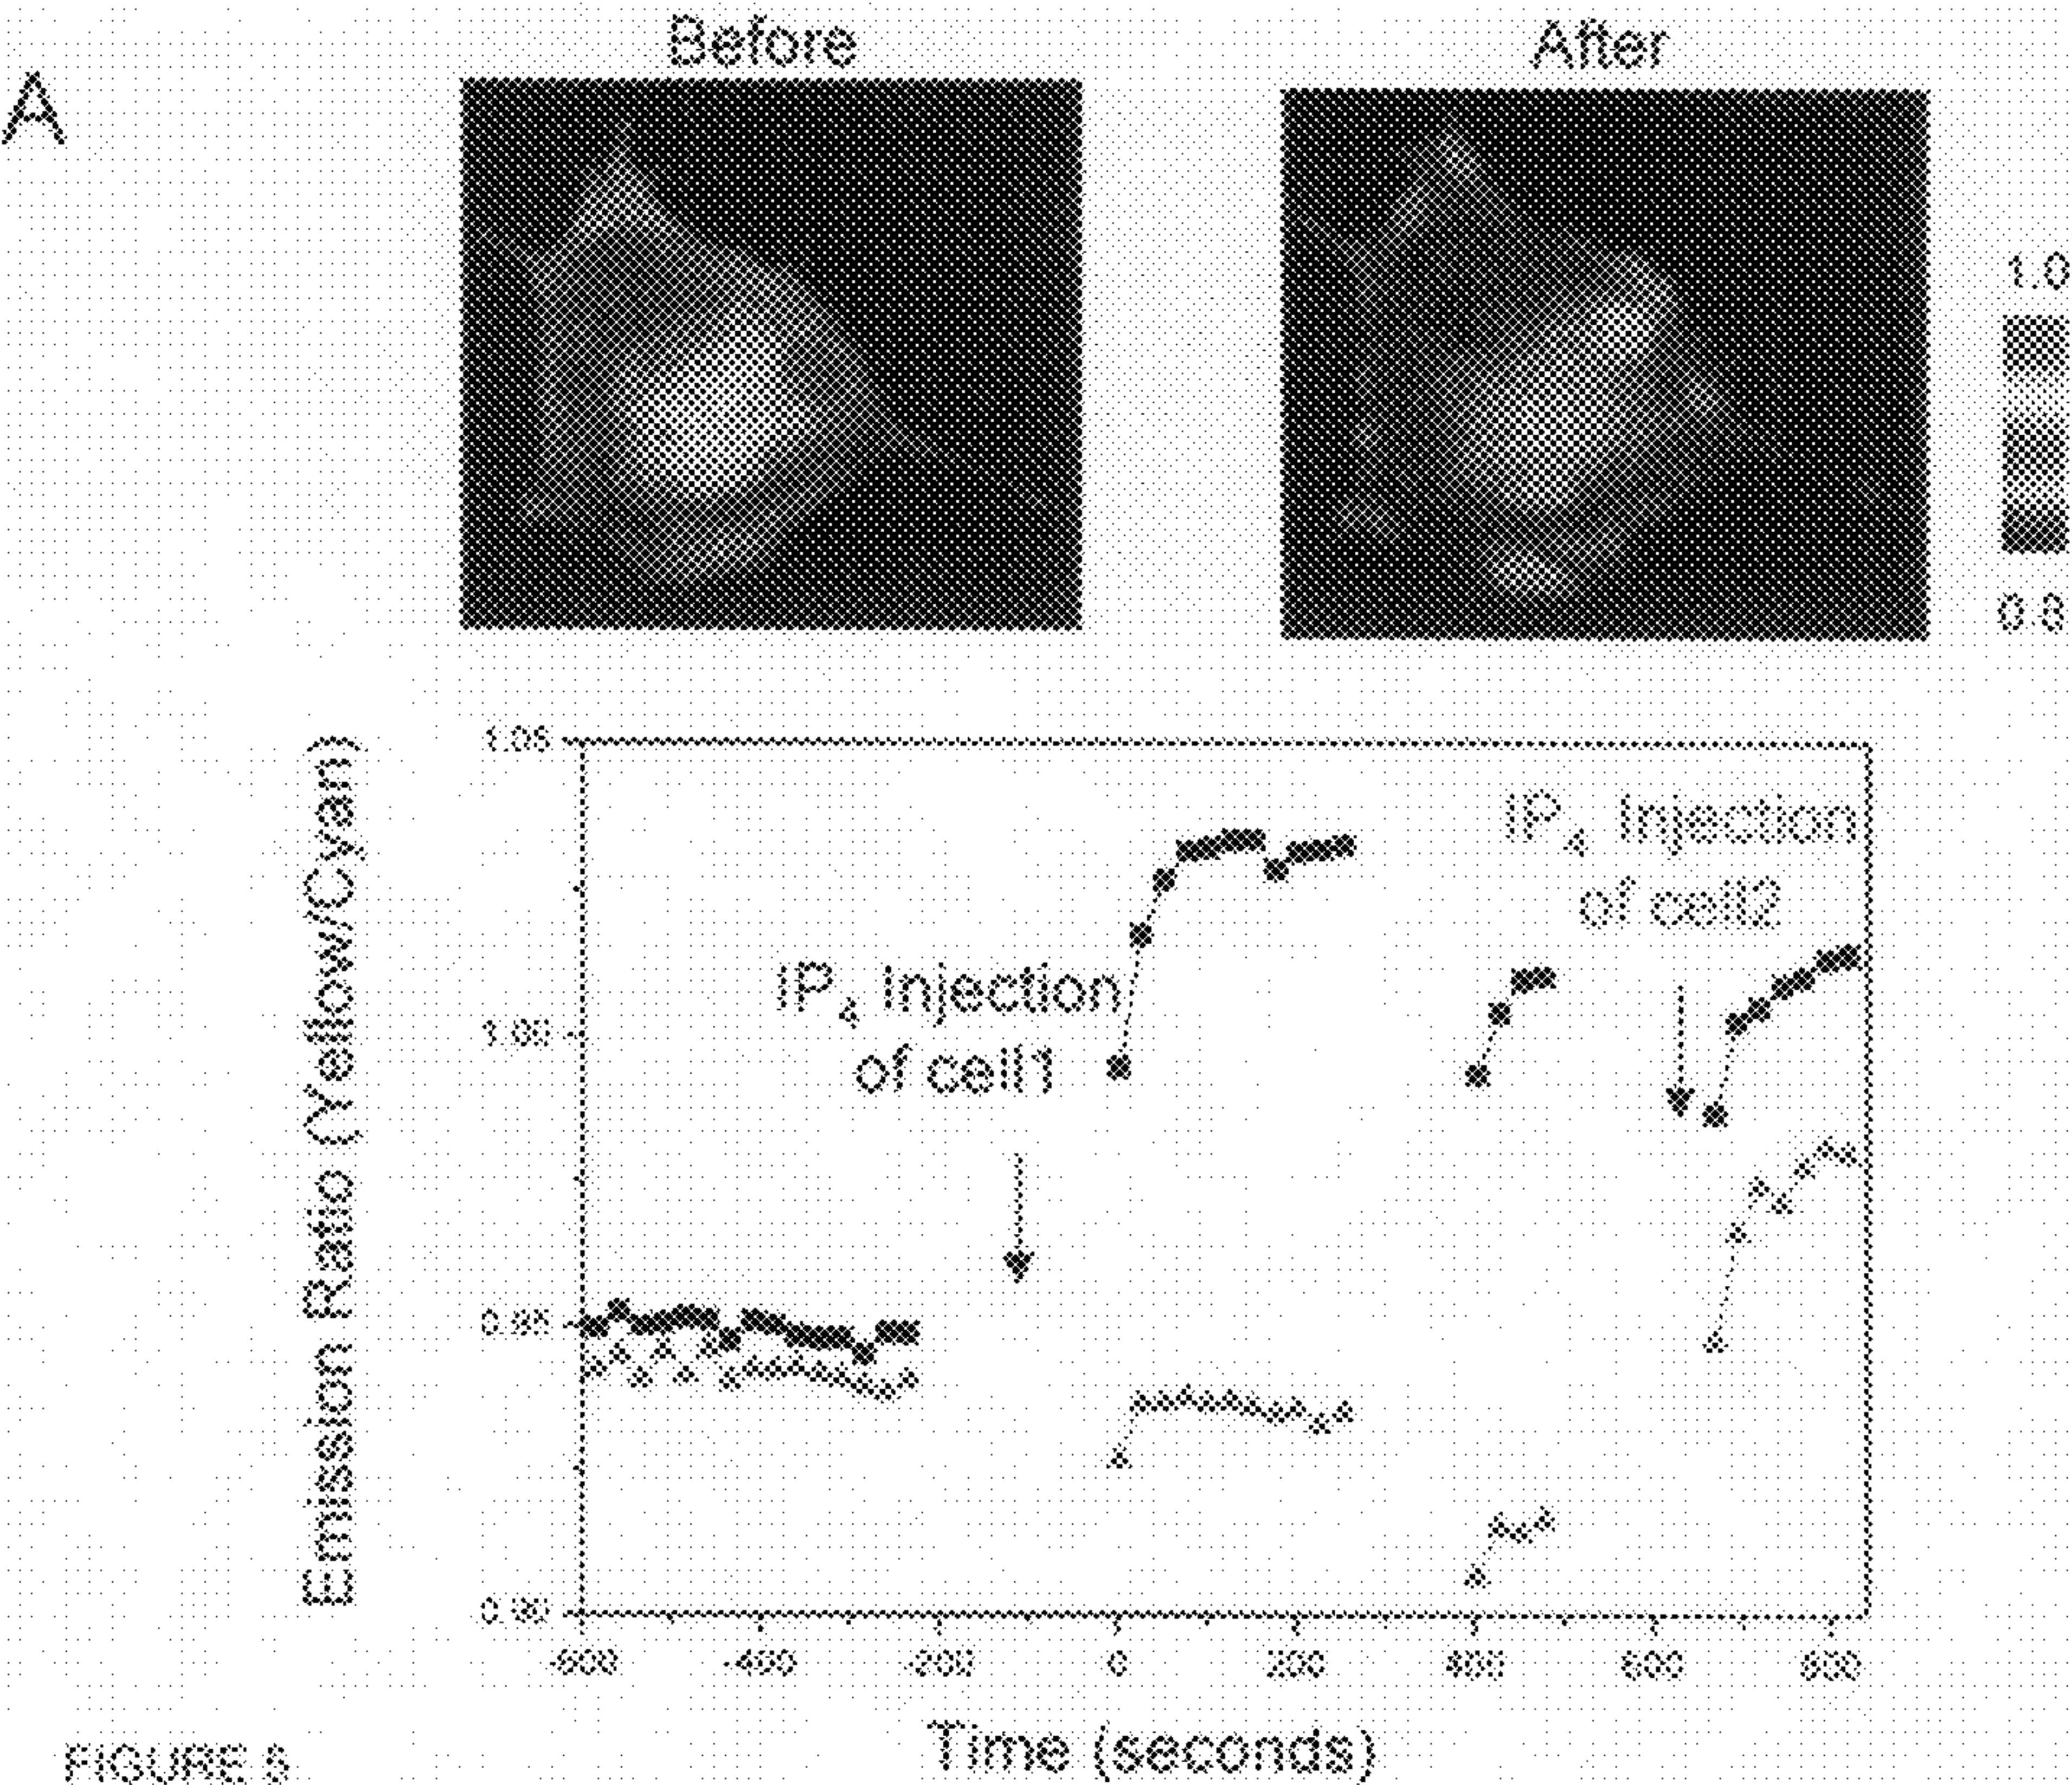 Before
After
A
1.0
0.8
Emission Ratio (Yellow/Cyan)
1.05
1.00
0.95
0.90
IP4 Injection
of cell1
IP4 Injection
of cell2
-600
-400
-200
0
200
400
600
800
Time (seconds)
FIGURE 5